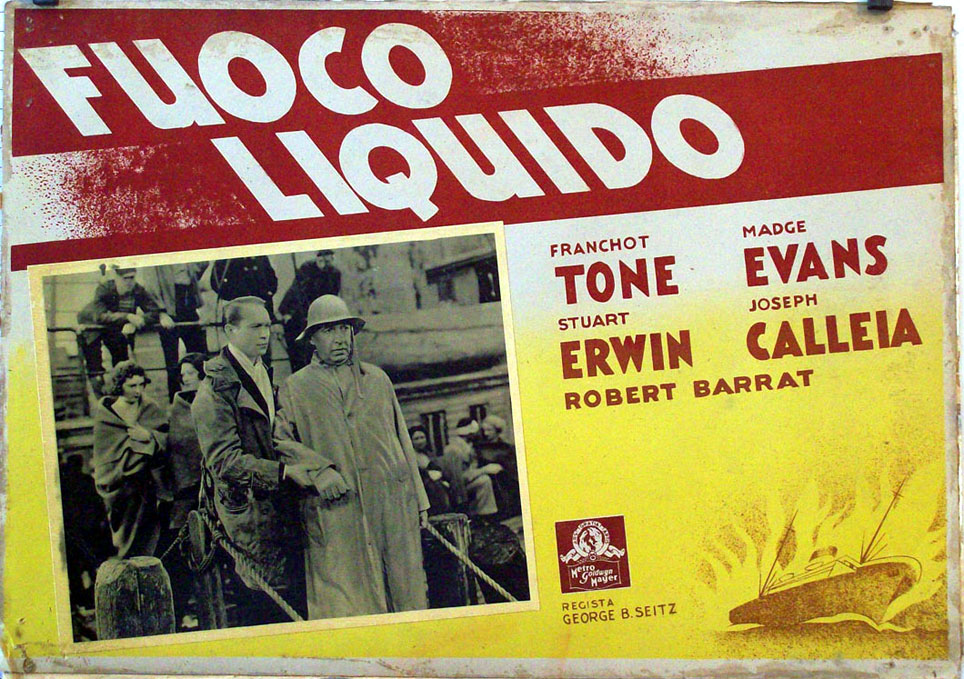 FUOCO
LIQUIDO
FRANCHOT
TONE
MADGE
EVANS
STUART
ERWIN
JOSEPH
CALLEIA
ROBERT BARRAT
Metro
Goldwyn
Mayer
REGISTA
GEORGE B. SEITZ